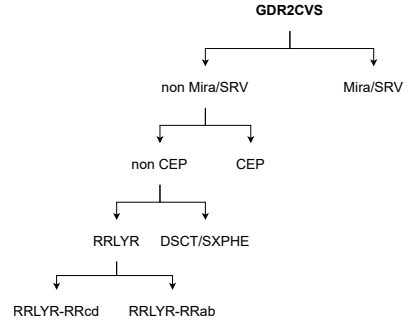 GDR2CVS
non Mira/SRV Mira/SRV
non CEP CEP
RRLYR DSCT/SXPHE
RRLYR-RRcd RRLYR-RRab